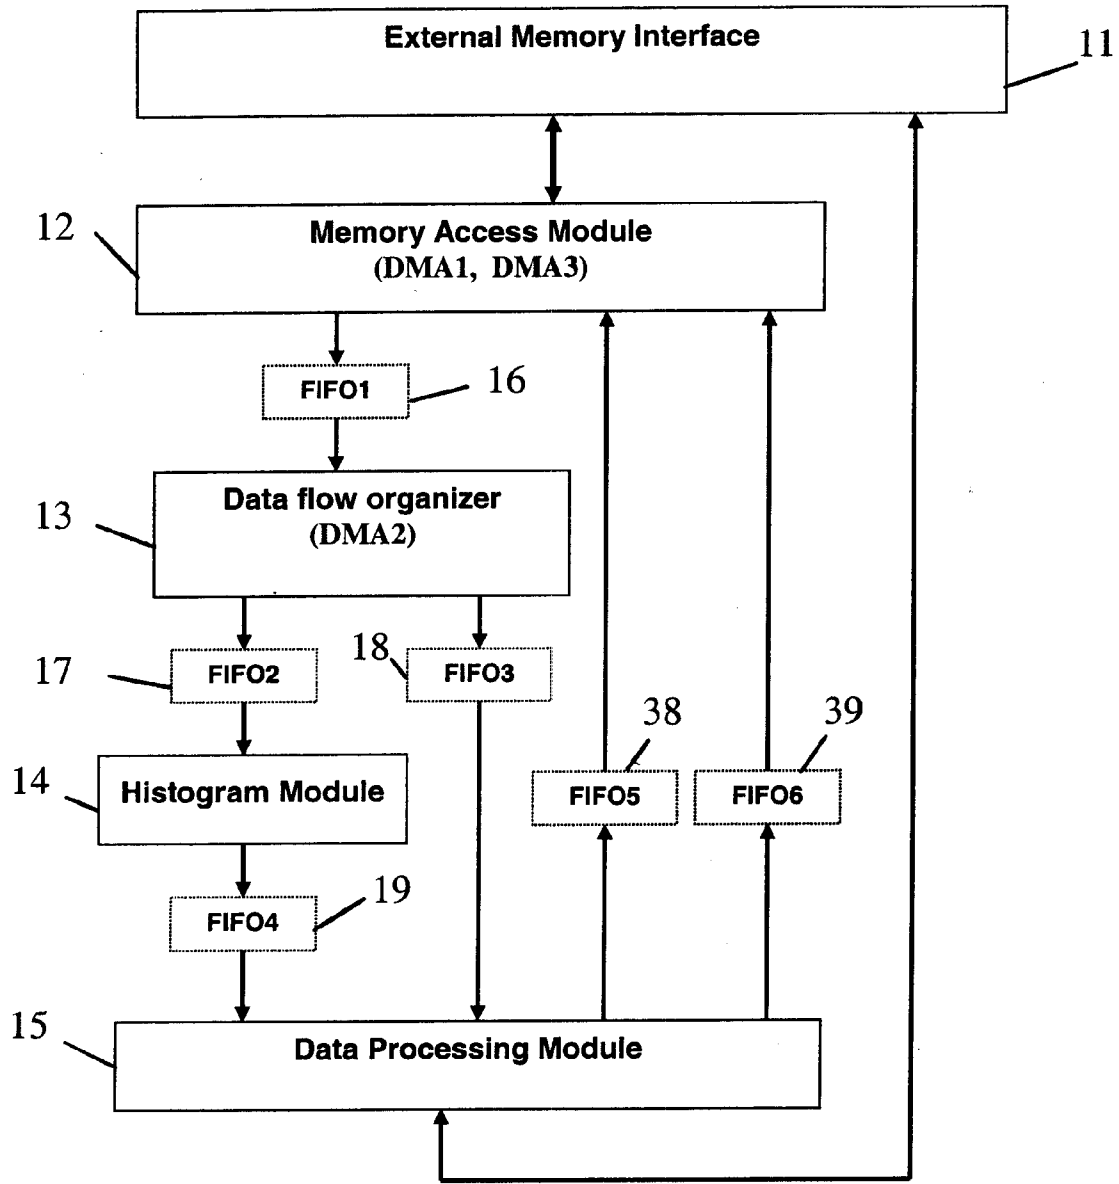 External Memory Interface
11
12
Memory Access Module
(DMA1, DMA3)
FIFO1
16
13
Data flow organizer
(DMA2)
17
FIFO2
18
FIFO3
38
39
14
Histogram Module
FIFO5
FIFO6
FIFO4
19
15
Data Processing Module